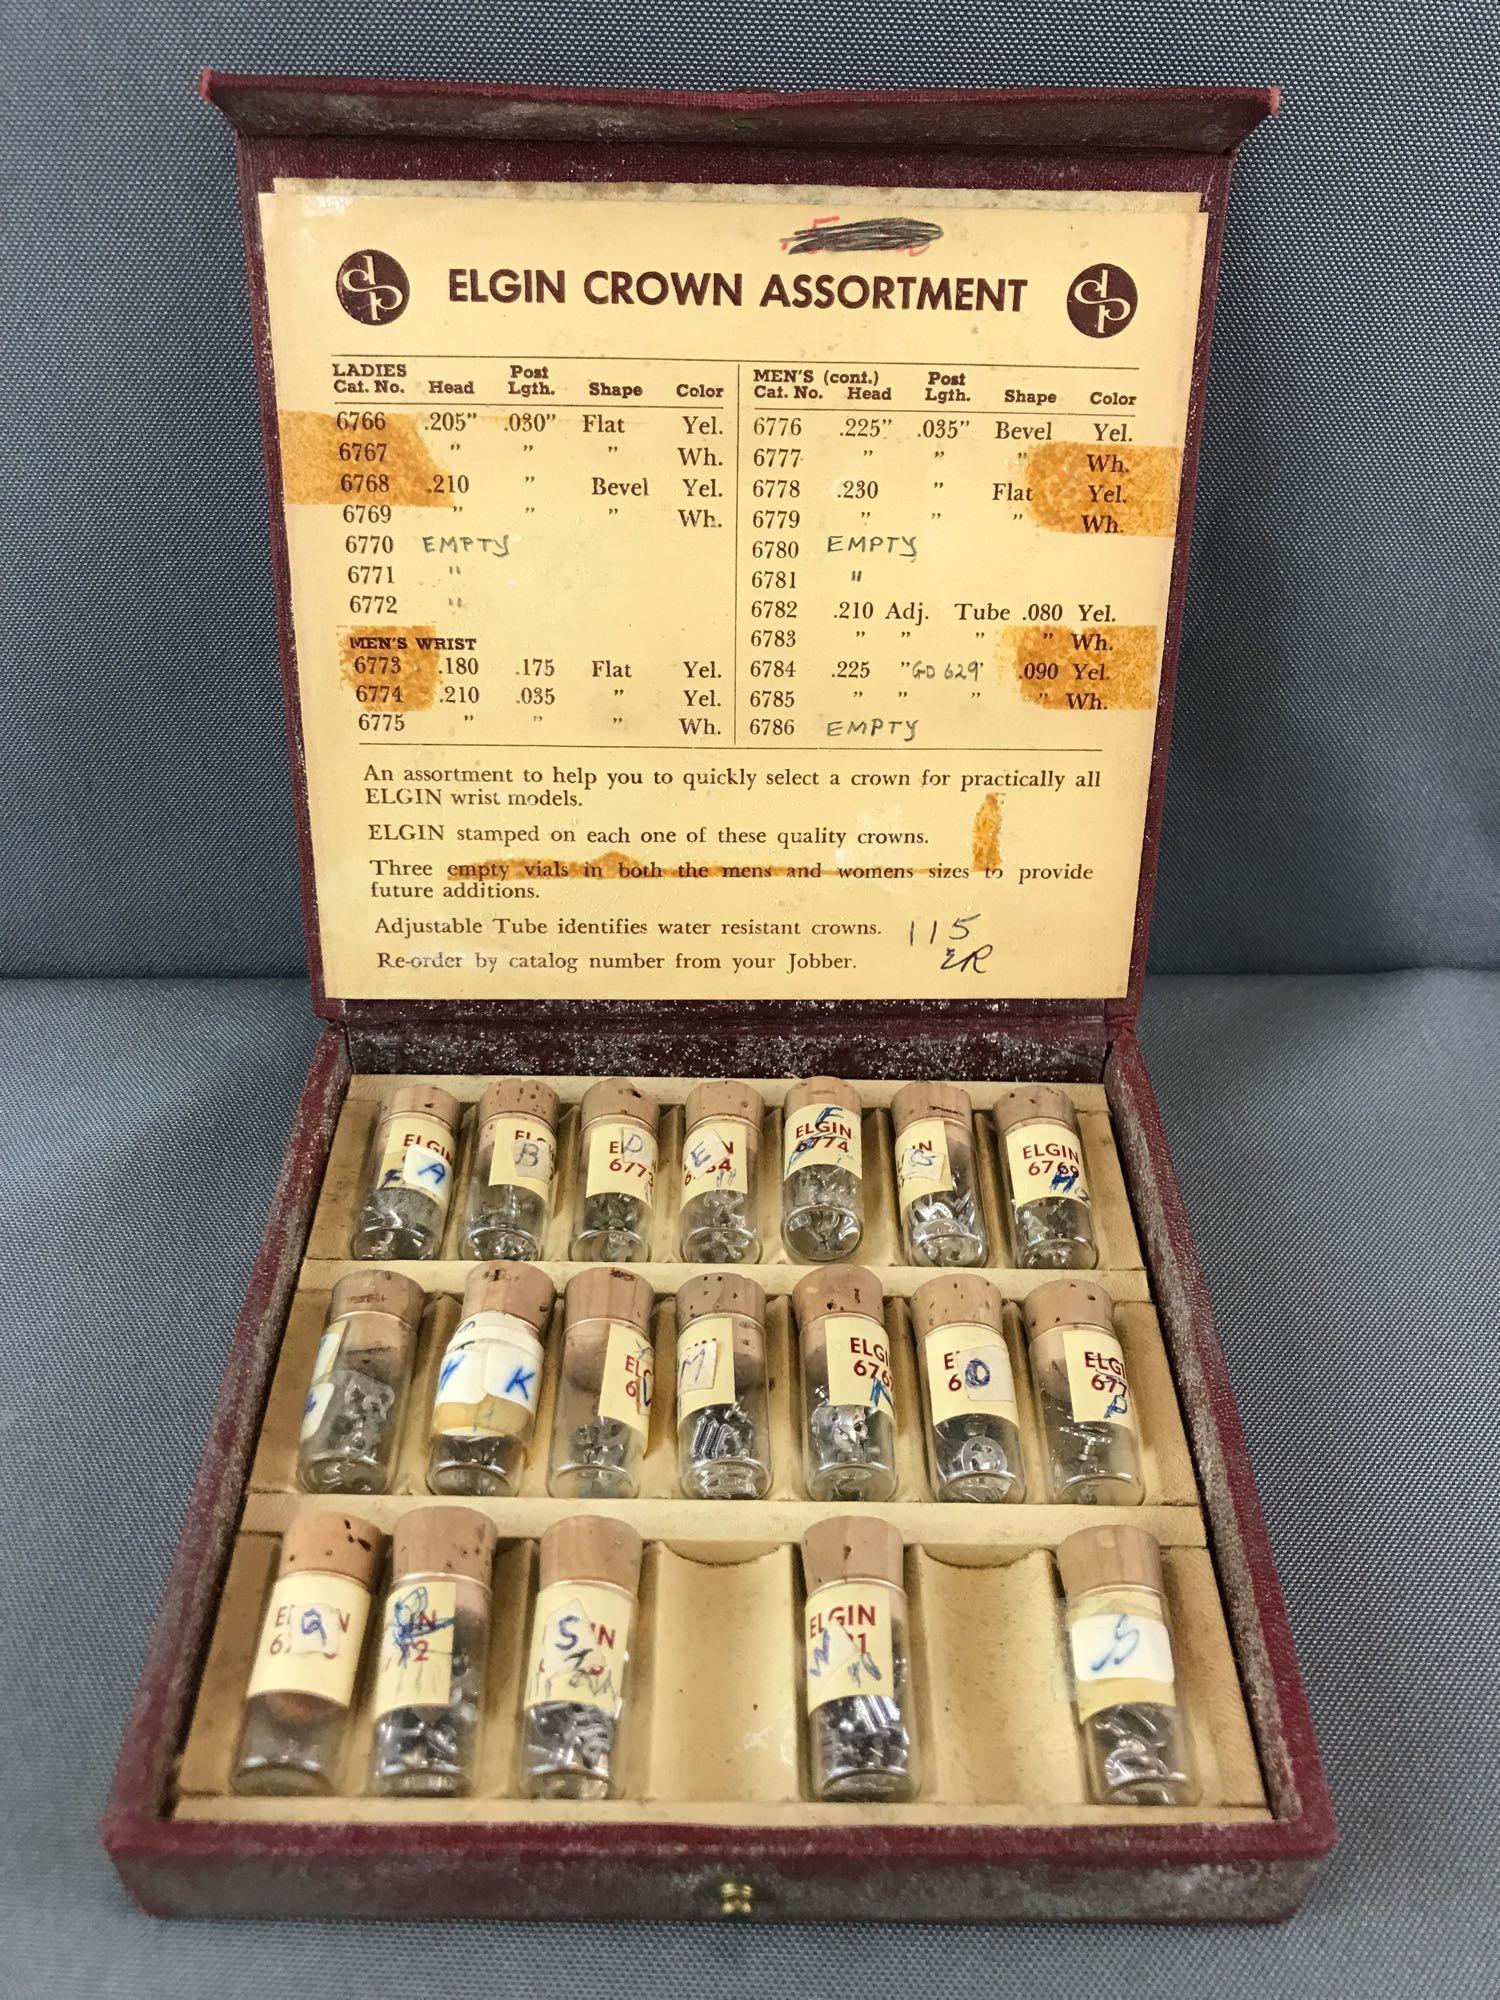 ELGIN CROWN ASSORTMENT
LADIES
Cat. No. Head Post Lgth. Shape Color
6766 .205" .030" Flat Yel.
6767 " " " Wh.
6768 .210 " Bevel Yel.
6769 " " " Wh.
6770 EMPTY
6771 "
6772 "
MEN'S WRIST
6773 .180 .175 Flat Yel.
6774 .210 .035 " Yel.
6775 " " " Wh.
MEN'S (cont.)
Cat. No. Head Post Lgth. Shape Color
6776 .225" .035" Bevel Yel.
6777 " " " Wh.
6778 .230 " Flat Yel.
6779 " " " Wh.
6780 EMPTY
6781 "
6782 .210 Adj. Tube .080 Yel.
6783 " " " " Wh.
6784 .225 " GD 629 " .090 Yel.
6785 " " " " Wh.
6786 EMPTY
An assortment to help you to quickly select a crown for practically all
ELGIN wrist models.
ELGIN stamped on each one of these quality crowns.
Three empty vials in both the mens and womens sizes to provide
future additions.
Adjustable Tube identifies water resistant crowns. 115
ER
Re-order by catalog number from your Jobber.
ELGIN
A
B
D
6773
E
F
ELGIN
6774
G
ELGIN
6769
H
K
M
N
O
P
Q
S
ELGIN
S